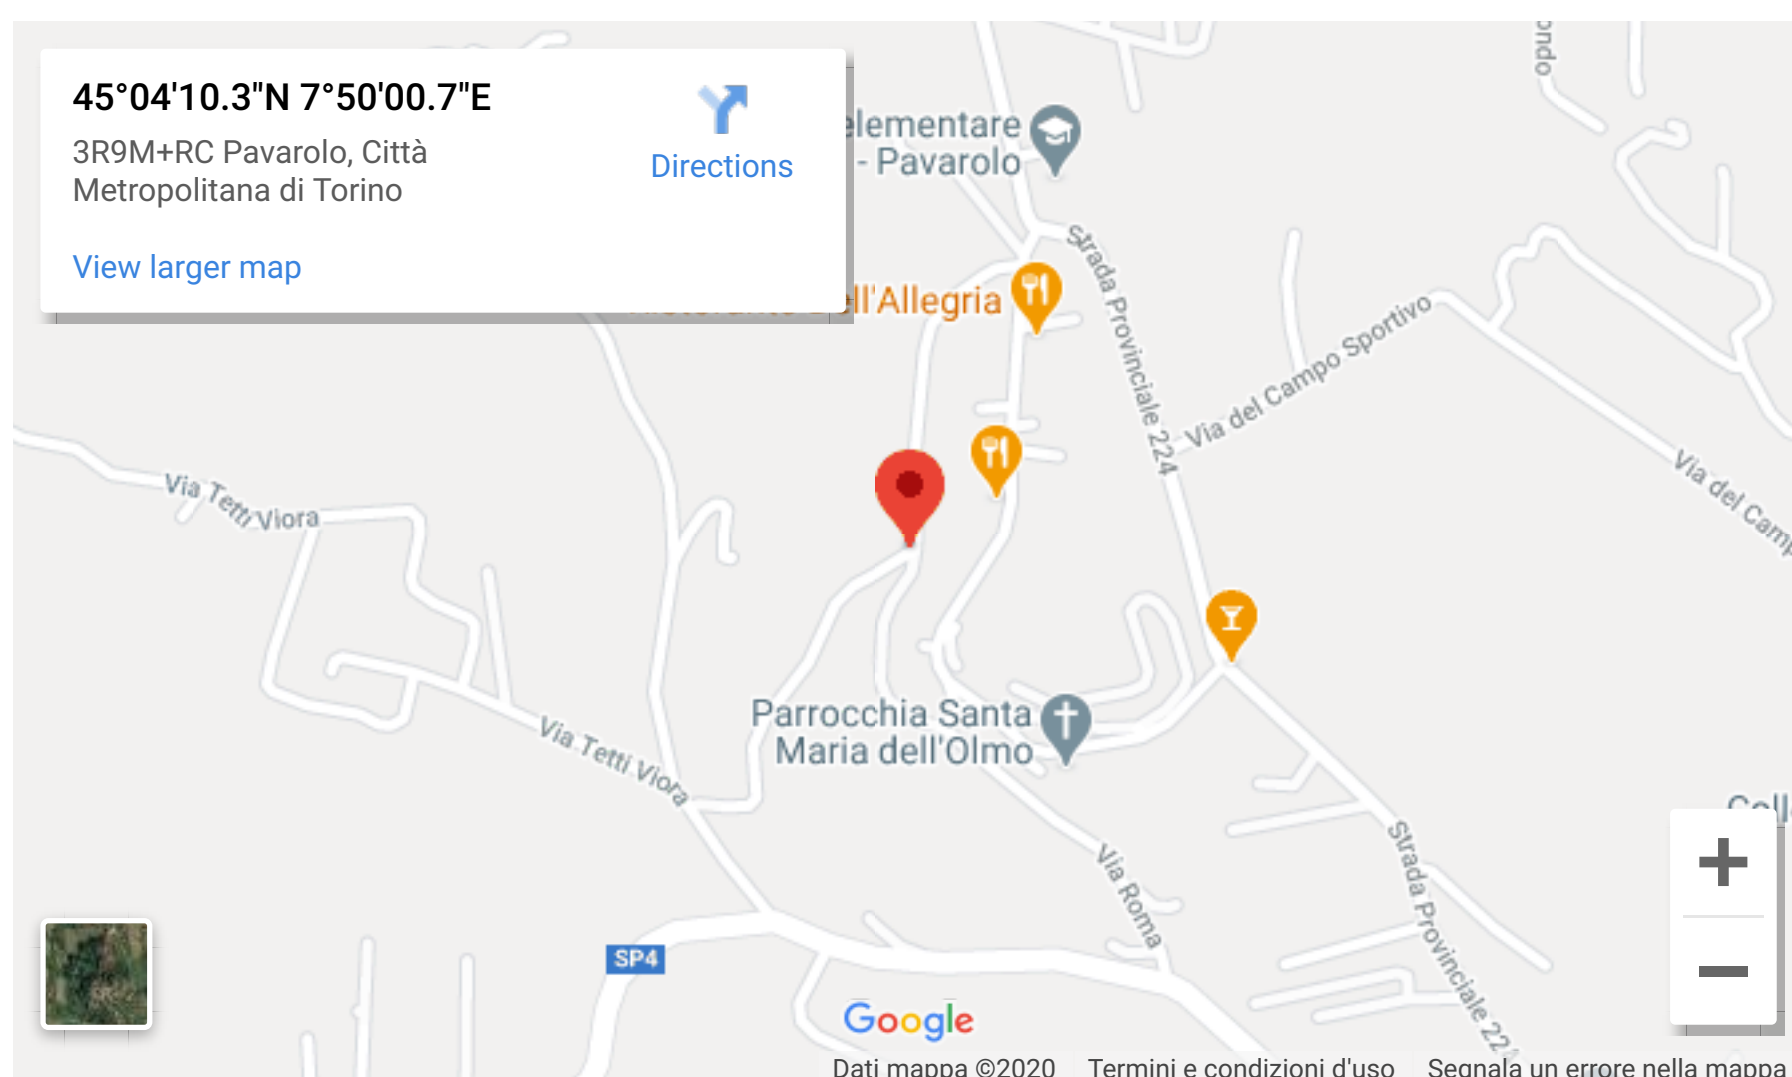 45°04'10.3"N 7°50'00.7"E
3R9M+RC Pavarolo, Città
Metropolitana di Torino
Directions
View larger map
elementare
- Pavarolo
ell'Allegria
Strada Provinciale 224
Via del Campo Sportivo
Via del Camp
Via Tetti Viora
Parrocchia Santa
Maria dell'Olmo
Via Tetti Viora
Via Roma
Strada Provinciale 224
SP4
Google
Dati mappa ©2020 Termini e condizioni d'uso Segnala un errore nella mappa